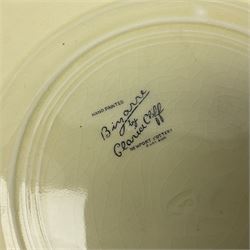 HAND PAINTED
Bizarre
by
Clarice Cliff
NEWPORT POTTERY